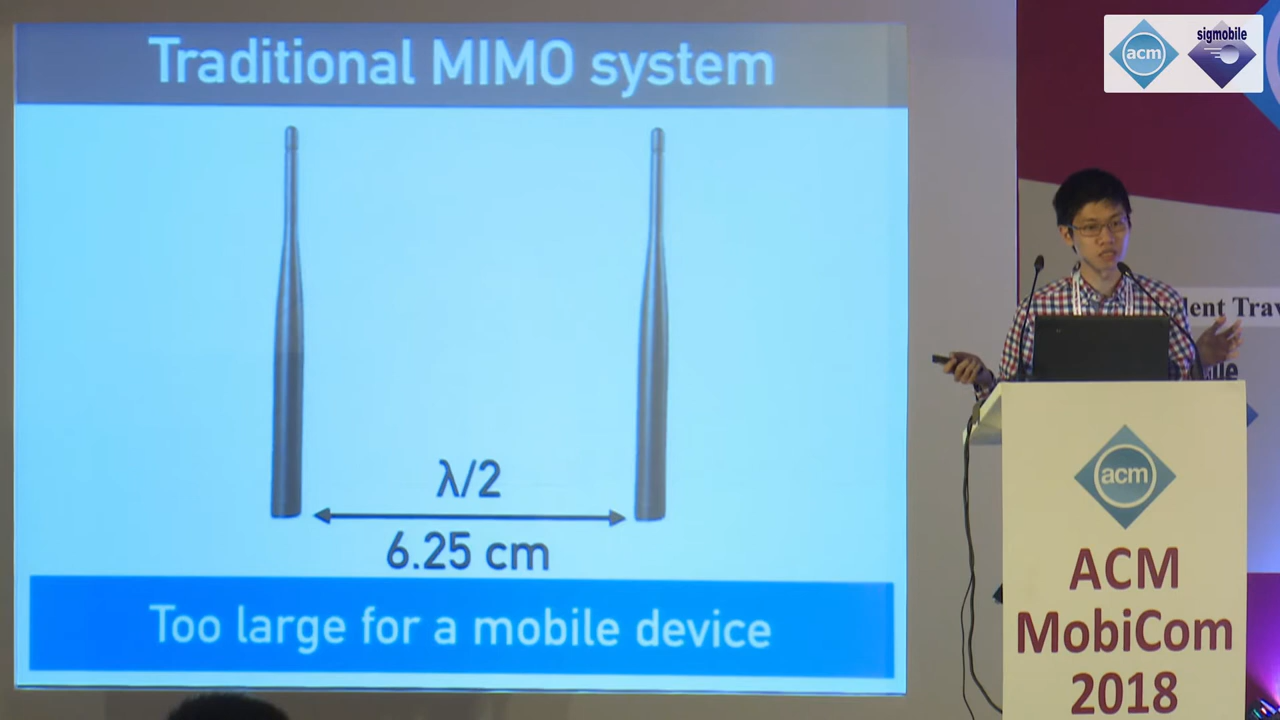 Traditional MIMO system
λ/2
6.25 cm
Too large for a mobile device
acm
sigmobile
acm
ACM
MobiCom
2018